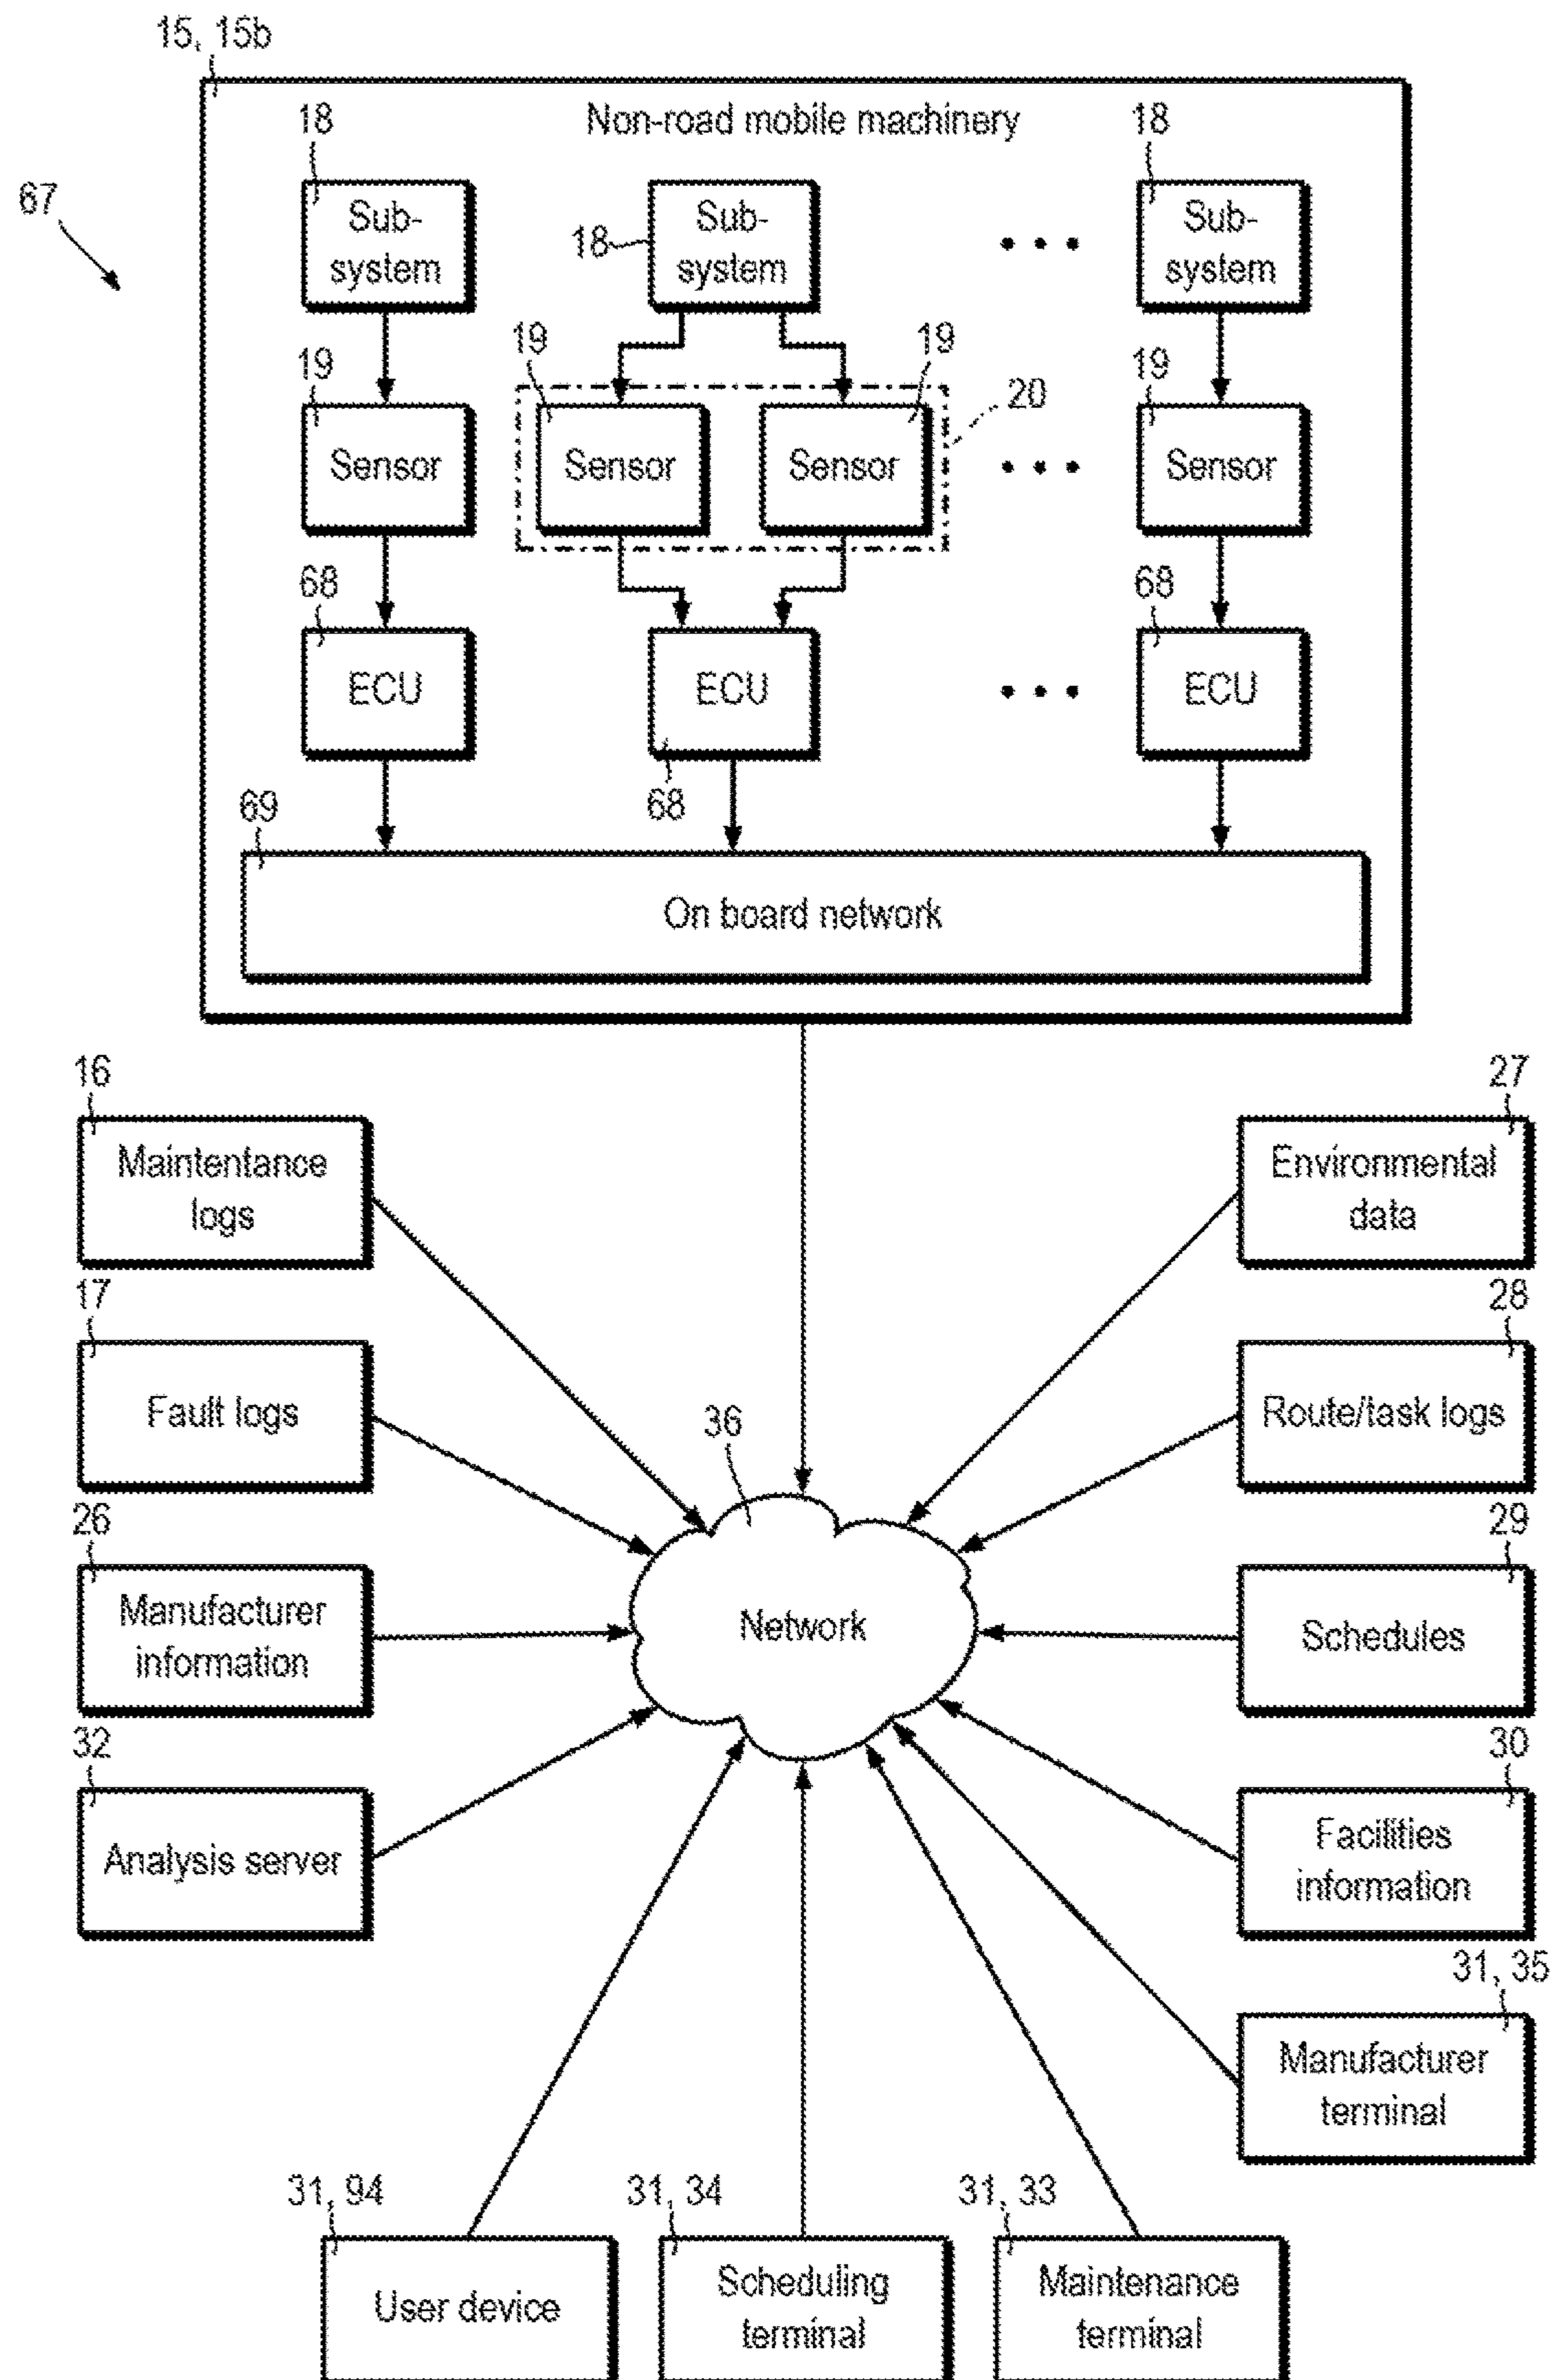 15, 15b
Non-road mobile machinery
67
18
18
18
Sub-
system
Sub-
system
Sub-
system
19
19
19
19
20
Sensor
Sensor
Sensor
Sensor
68
68
68
ECU
ECU
ECU
68
69
On board network
16
Maintentance
logs
27
Environmental
data
17
Fault logs
28
Route/task logs
36
Network
26
Manufacturer
information
29
Schedules
32
Analysis server
30
Facilities
information
31, 35
Manufacturer
terminal
31, 94
User device
31, 34
Scheduling
terminal
31, 33
Maintenance
terminal